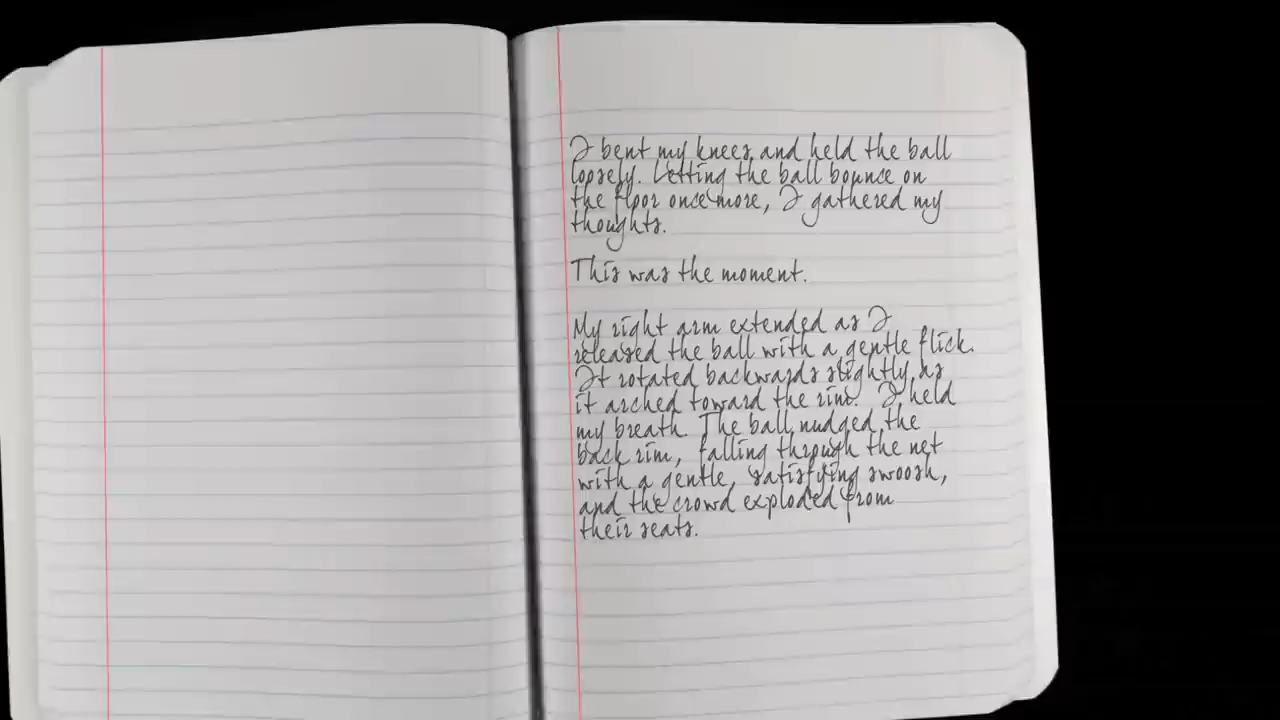 I bent my knees and held the ball
loosely. Letting the ball bounce on
the floor once more, I gathered my
thoughts.
This was the moment.
My right arm extended as I
released the ball with a gentle flick.
It rotated backwards slightly as
it arched toward the rim. I held
my breath. The ball nudged the
back rim, falling through the net
with a gentle, satisfying swoosh,
and the crowd exploded from
their seats.